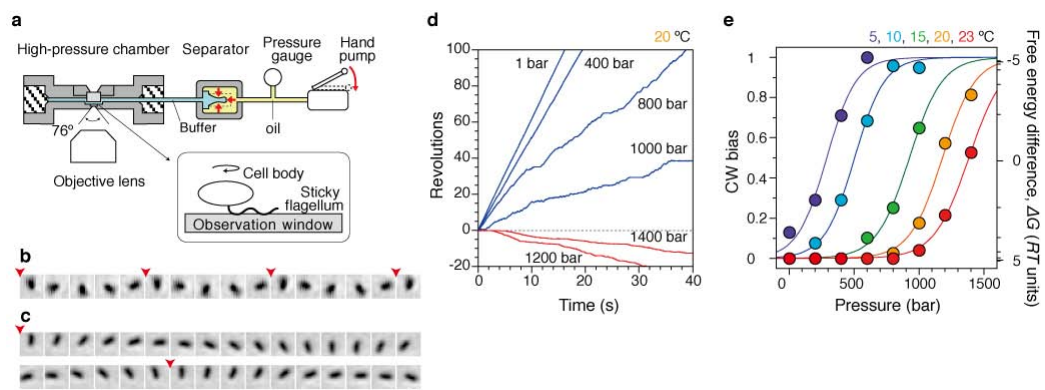 a
High-pressure chamber
Separator
Pressure
gauge
Hand
pump
76º
Buffer
oil
Objective lens
Cell body
Sticky
flagellum
Observation window
b
c
d
20 ºC
100
80
60
40
20
0
-20
Revolutions
1 bar
400 bar
800 bar
1000 bar
1400 bar
1200 bar
0
10
20
30
40
Time (s)
e
5, 10, 15, 20, 23 ºC
1
0.8
0.6
0.4
0.2
0
CW bias
-5
0
5
Free energy difference, ΔG (RT units)
0
500
1000
1500
Pressure (bar)